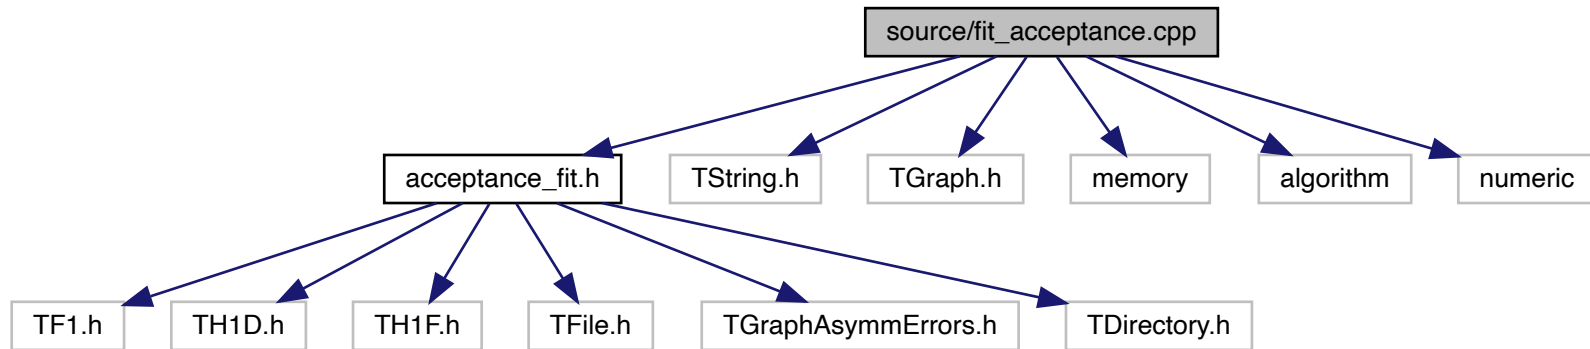 source/fit_acceptance.cpp
acceptance_fit.h
TString.h
TGraph.h
memory
algorithm
numeric
TF1.h
TH1D.h
TH1F.h
TFile.h
TGraphAsymmErrors.h
TDirectory.h